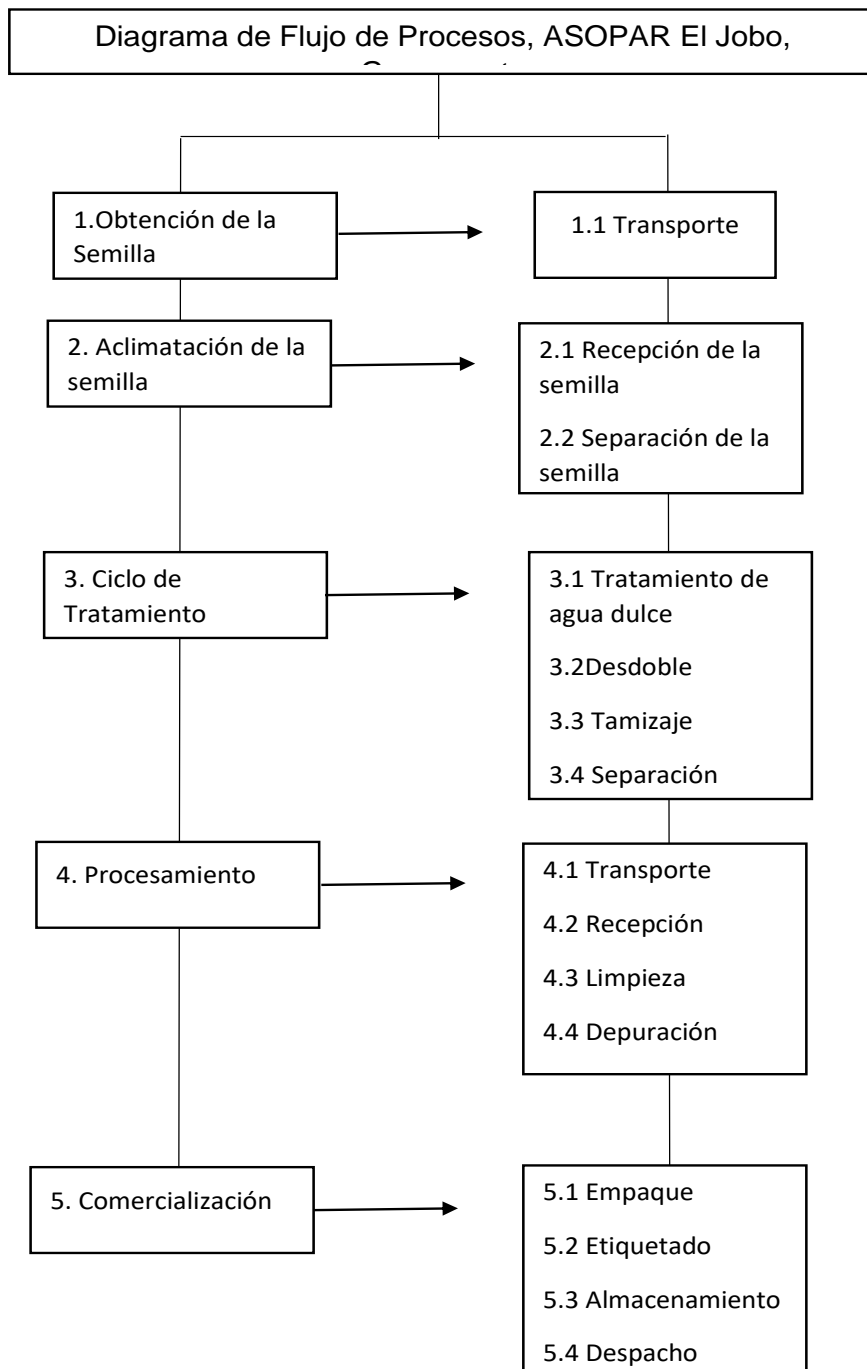 Diagrama de Flujo de Procesos, ASOPAR El Jobo,
1.Obtención de la
Semilla
1.1 Transporte
2. Aclimatación de la
semilla
2.1 Recepción de la
semilla
2.2 Separación de la
semilla
3. Ciclo de
Tratamiento
3.1 Tratamiento de
agua dulce
3.2Desdoble
3.3 Tamizaje
3.4 Separación
4. Procesamiento
4.1 Transporte
4.2 Recepción
4.3 Limpieza
4.4 Depuración
5. Comercialización
5.1 Empaque
5.2 Etiquetado
5.3 Almacenamiento
5.4 Despacho